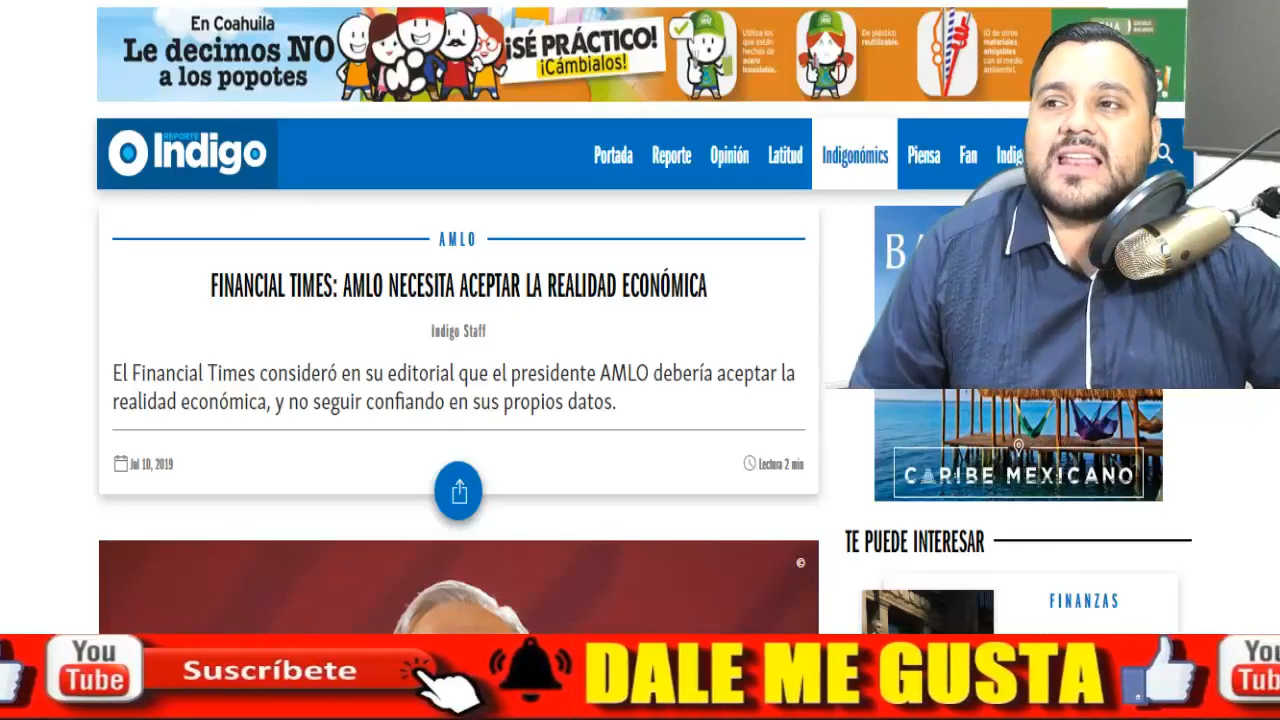 En Coahuila
Le decimos NO
a los popotes
¡SÉ PRÁCTICO!
¡Cámbialos!
Utiliza los
que están
hechos de
acero
inoxidable.
De plástico
reutilizable.
¡O de otros
materiales
amigables
con el medio
ambiente!
REPORTE
Indigo
Portada Reporte Opinión Latitud Indigonómics Piensa Fan Indig
AMLO
FINANCIAL TIMES: AMLO NECESITA ACEPTAR LA REALIDAD ECONÓMICA
Indigo Staff
El Financial Times consideró en su editorial que el presidente AMLO debería aceptar la
realidad económica, y no seguir confiando en sus propios datos.
Jul 10, 2019
Lectura 2 min
©
BA
CARIBE MEXICANO
TE PUEDE INTERESAR
FINANZAS
You
Tube
Suscríbete
DALE ME GUSTA
You
Tub